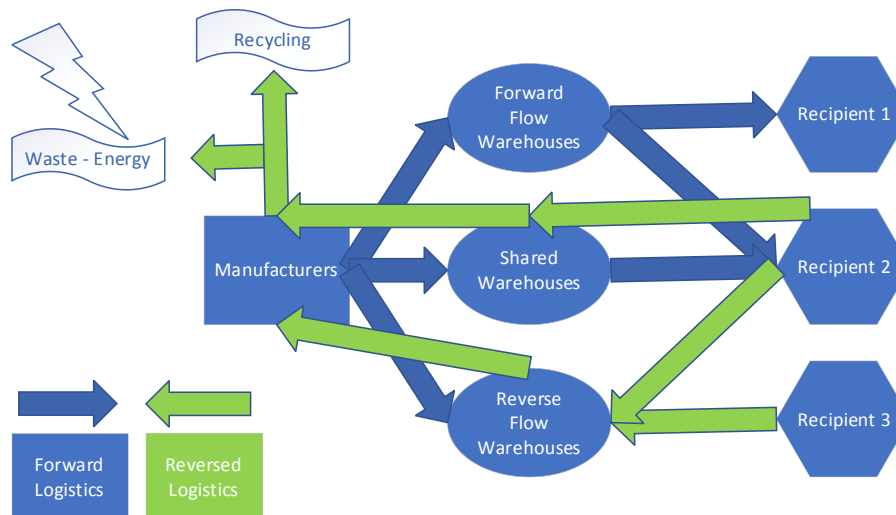 Recycling
Waste - Energy
Forward
Flow
Warehouses
Recipient 1
Manufacturers
Shared
Warehouses
Recipient 2
Reverse
Flow
Warehouses
Recipient 3
Forward
Logistics
Reversed
Logistics